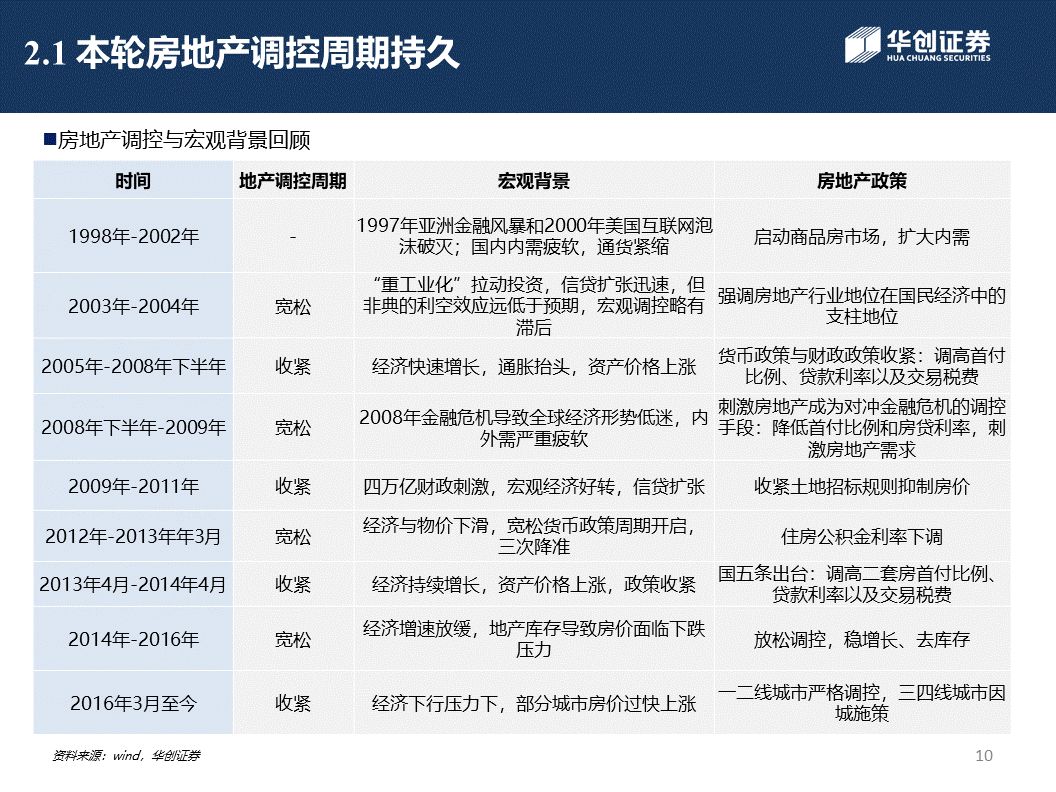 2.1 本轮房地产调控周期持久
华创证券
HUA CHUANG SECURITIES
■房地产调控与宏观背景回顾
时间 地产调控周期 宏观背景 房地产政策
1998年-2002年 - 1997年亚洲金融风暴和2000年美国互联网泡
沫破灭；国内内需疲软，通货紧缩 启动商品房市场，扩大内需
2003年-2004年 宽松 “重工业化”拉动投资，信贷扩张迅速，但
非典的利空效应远低于预期，宏观调控略有
滞后
强调房地产行业地位在国民经济中的
支柱地位
2005年-2008年下半年 收紧 经济快速增长，通胀抬头，资产价格上涨
货币政策与财政政策收紧：调高首付
比例、贷款利率以及交易税费
2008年下半年-2009年 宽松 2008年金融危机导致全球经济形势低迷，内
外需严重疲软
刺激房地产成为对冲金融危机的调控
手段：降低首付比例和房贷利率，刺
激房地产需求
2009年-2011年 收紧 四万亿财政刺激，宏观经济好转，信贷扩张 收紧土地招标规则抑制房价
2012年-2013年年3月 宽松 经济与物价下滑，宽松货币政策周期开启，
三次降准 住房公积金利率下调
2013年4月-2014年4月 收紧 经济持续增长，资产价格上涨，政策收紧
国五条出台：调高二套房首付比例、
贷款利率以及交易税费
2014年-2016年 宽松 经济增速放缓，地产库存导致房价面临下跌
压力 放松调控，稳增长、去库存
2016年3月至今 收紧 经济下行压力下，部分城市房价过快上涨
一二线城市严格调控，三四线城市因
城施策
资料来源：wind，华创证券
10